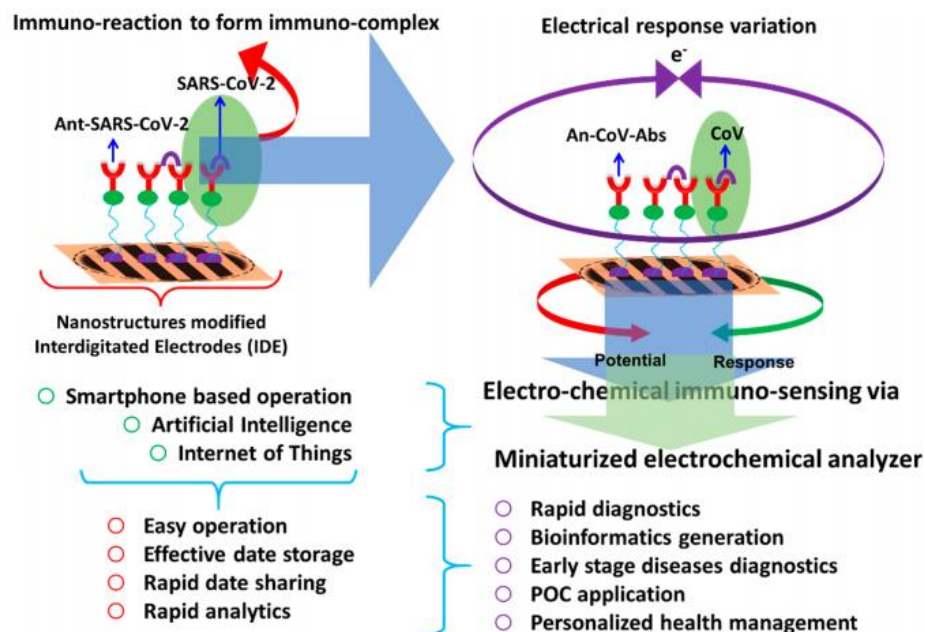 Immuno-reaction to form immuno-complex
SARS-CoV-2
Ant-SARS-CoV-2
Nanostructures modified
Interdigitated Electrodes (IDE)
Electrical response variation
e-
An-CoV-Abs
CoV
Potential
Response
Smartphone based operation
Artificial Intelligence
Internet of Things
Electro-chemical immuno-sensing via
Miniaturized electrochemical analyzer
Easy operation
Effective date storage
Rapid date sharing
Rapid analytics
Rapid diagnostics
Bioinformatics generation
Early stage diseases diagnostics
POC application
Personalized health management